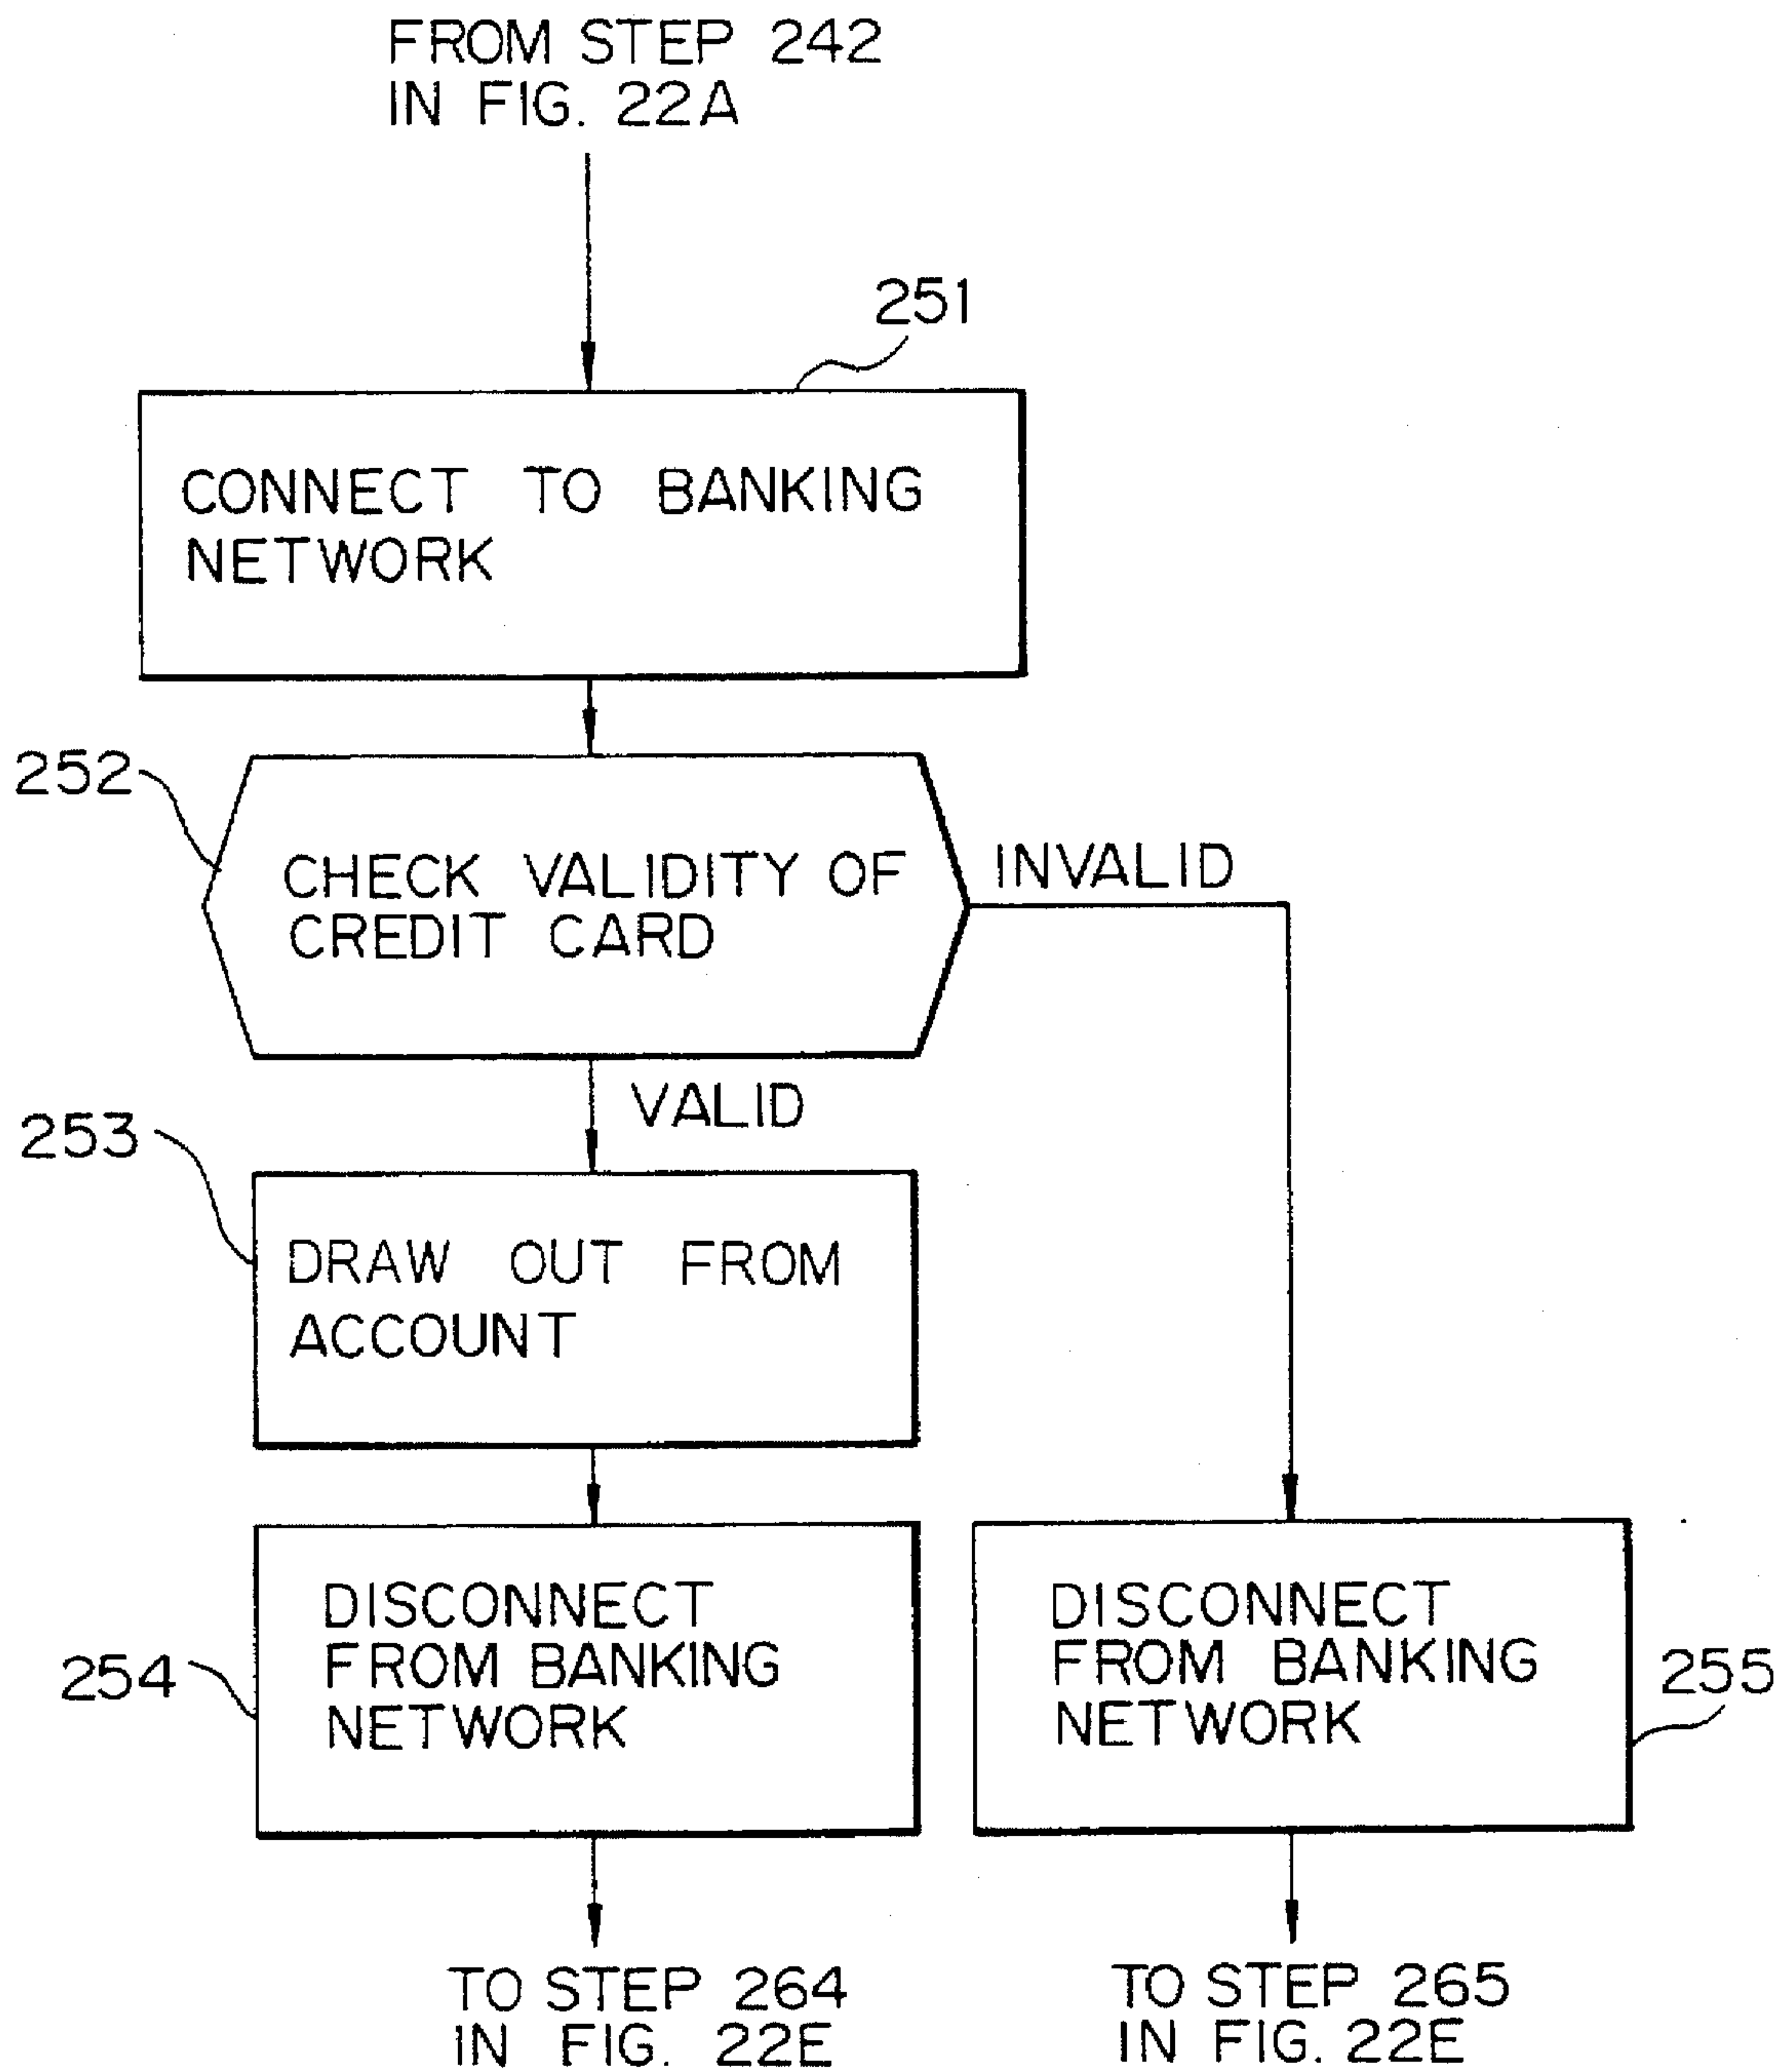 FROM STEP 242
IN FIG. 22A
251
CONNECT TO BANKING
NETWORK
252
CHECK VALIDITY OF
CREDIT CARD
INVALID
VALID
253
DRAW OUT FROM
ACCOUNT
254
DISCONNECT
FROM BANKING
NETWORK
DISCONNECT
FROM BANKING
NETWORK
255
TO STEP 264
IN FIG. 22E
TO STEP 265
IN FIG. 22E